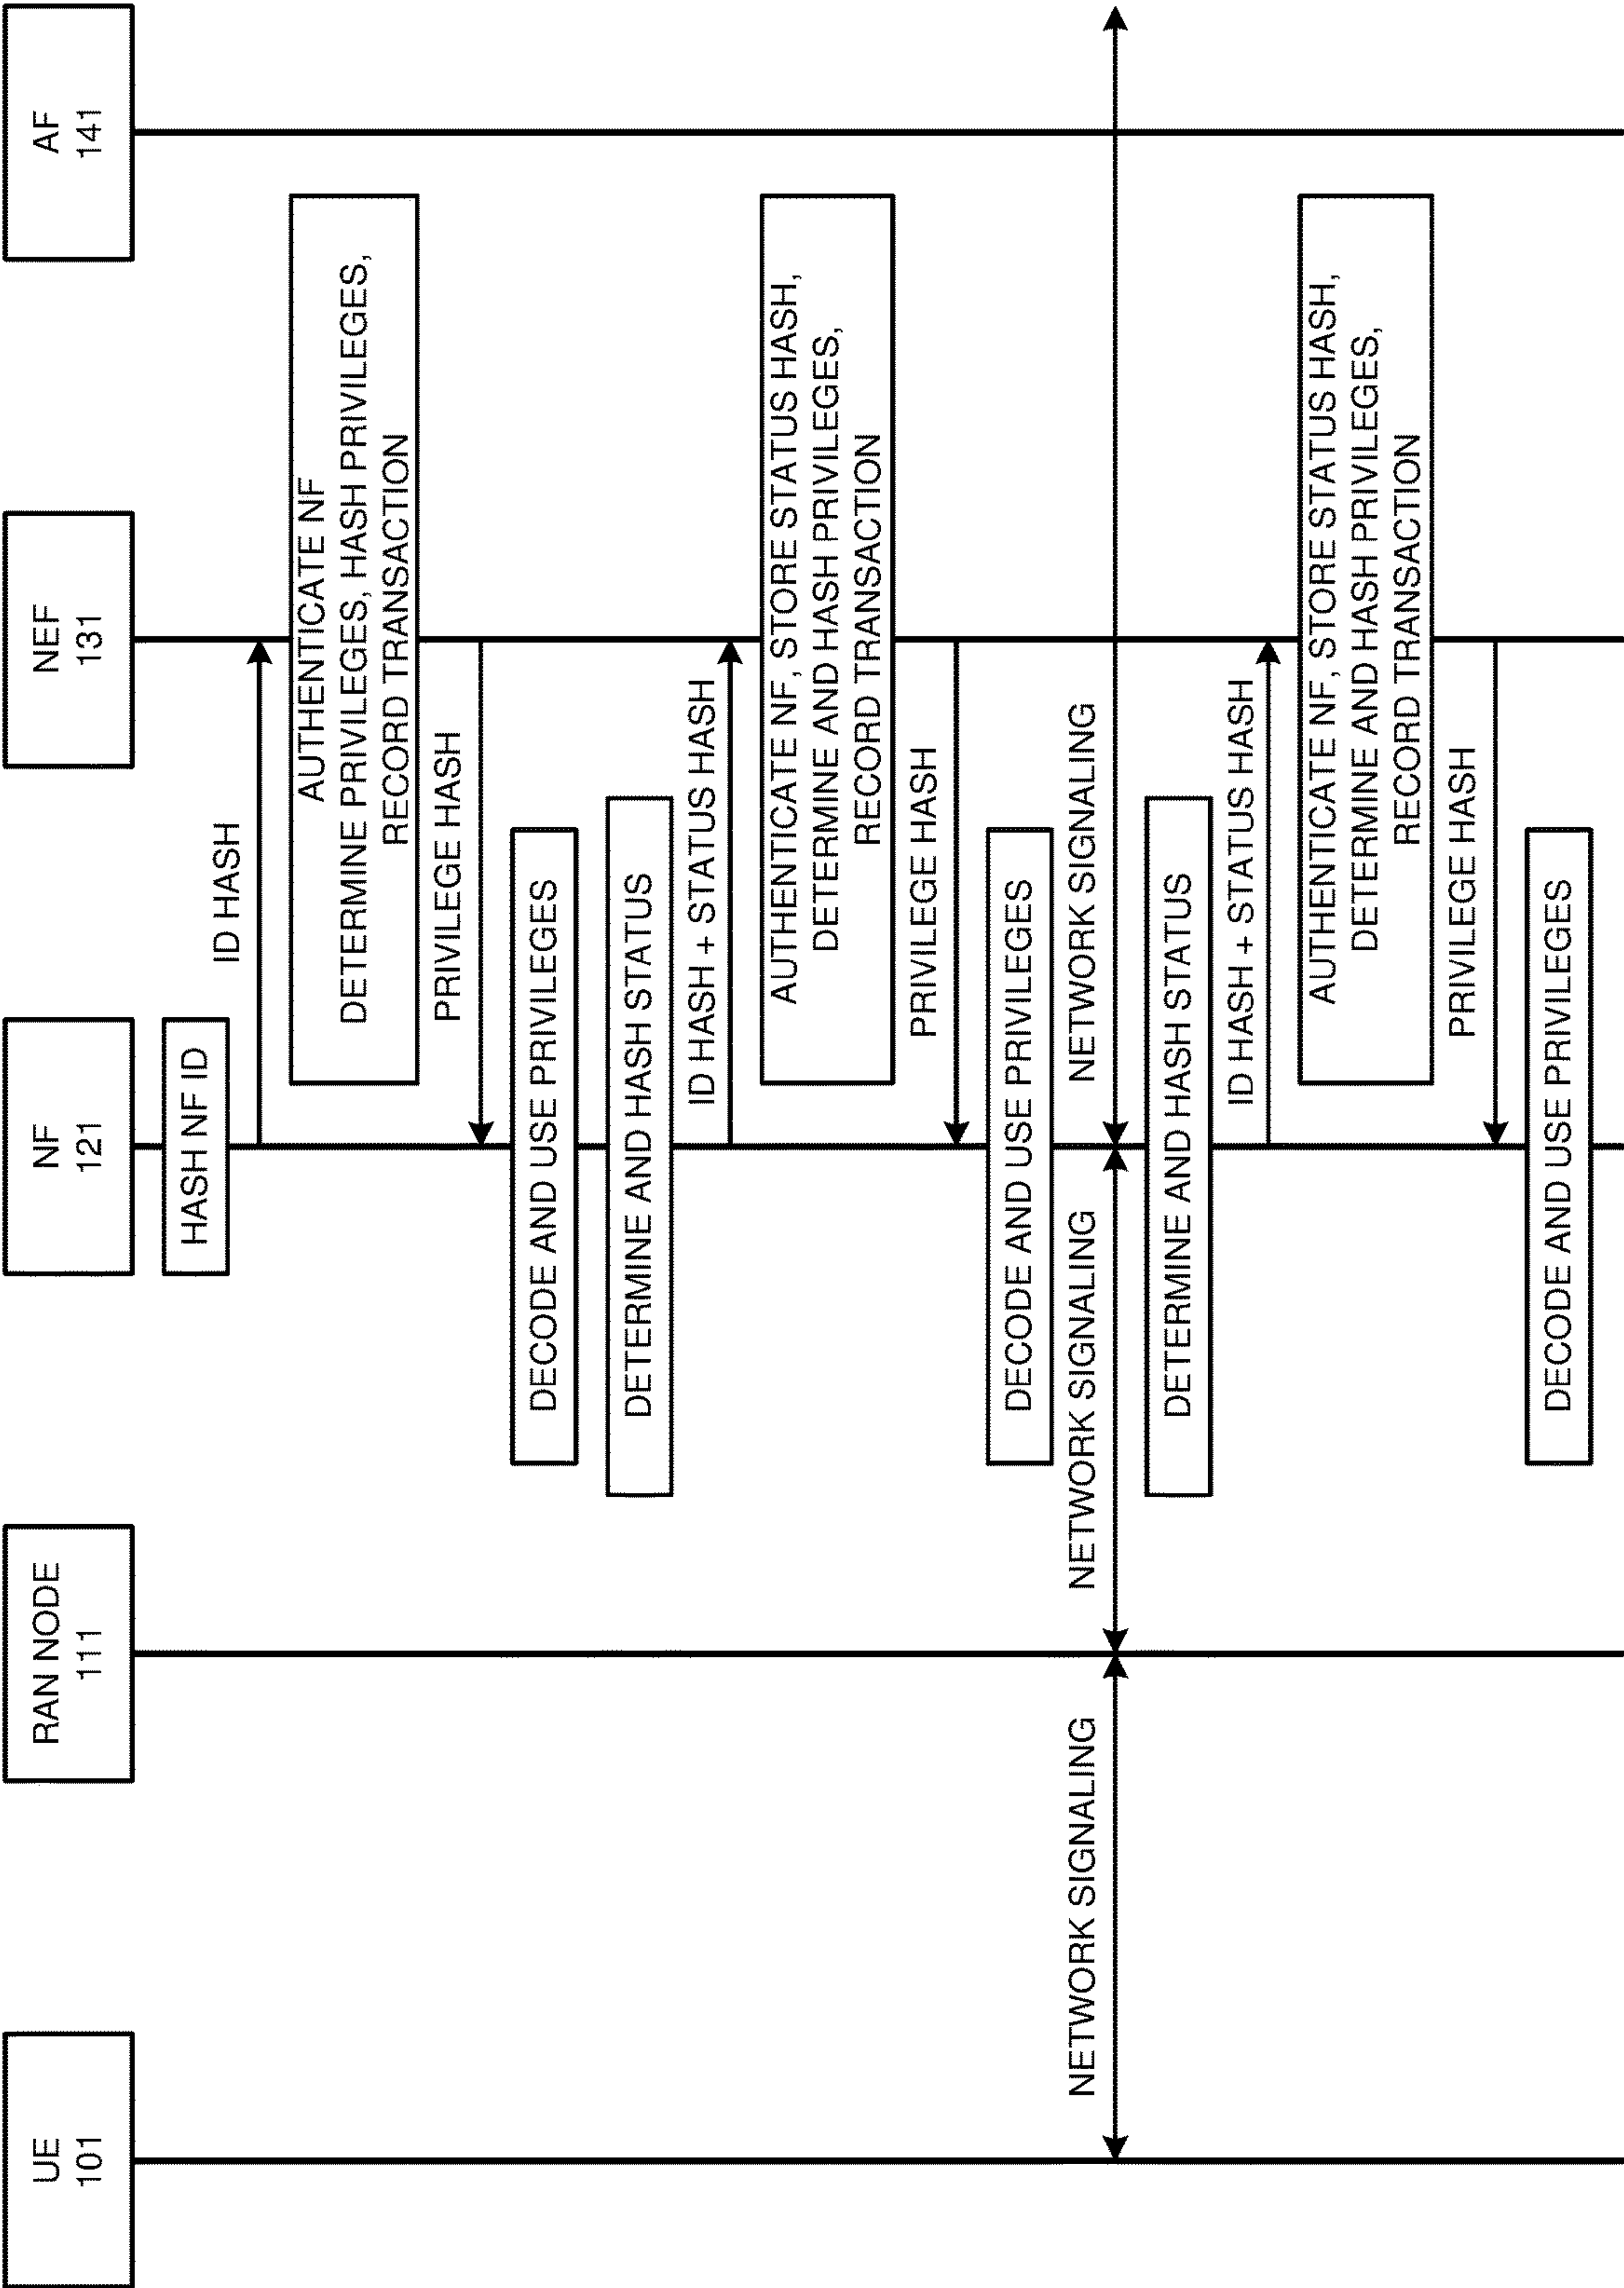 UE
101
RAN NODE
111
NF
121
NEF
131
AF
141
HASH NF ID
ID HASH
AUTHENTICATE NF
DETERMINE PRIVILEGES, HASH PRIVILEGES,
RECORD TRANSACTION
PRIVILEGE HASH
DECODE AND USE PRIVILEGES
DETERMINE AND HASH STATUS
ID HASH + STATUS HASH
AUTHENTICATE NF, STORE STATUS HASH,
DETERMINE AND HASH PRIVILEGES,
RECORD TRANSACTION
PRIVILEGE HASH
DECODE AND USE PRIVILEGES
NETWORK SIGNALING
NETWORK SIGNALING
NETWORK SIGNALING
DETERMINE AND HASH STATUS
ID HASH + STATUS HASH
AUTHENTICATE NF, STORE STATUS HASH,
DETERMINE AND HASH PRIVILEGES,
RECORD TRANSACTION
PRIVILEGE HASH
DECODE AND USE PRIVILEGES